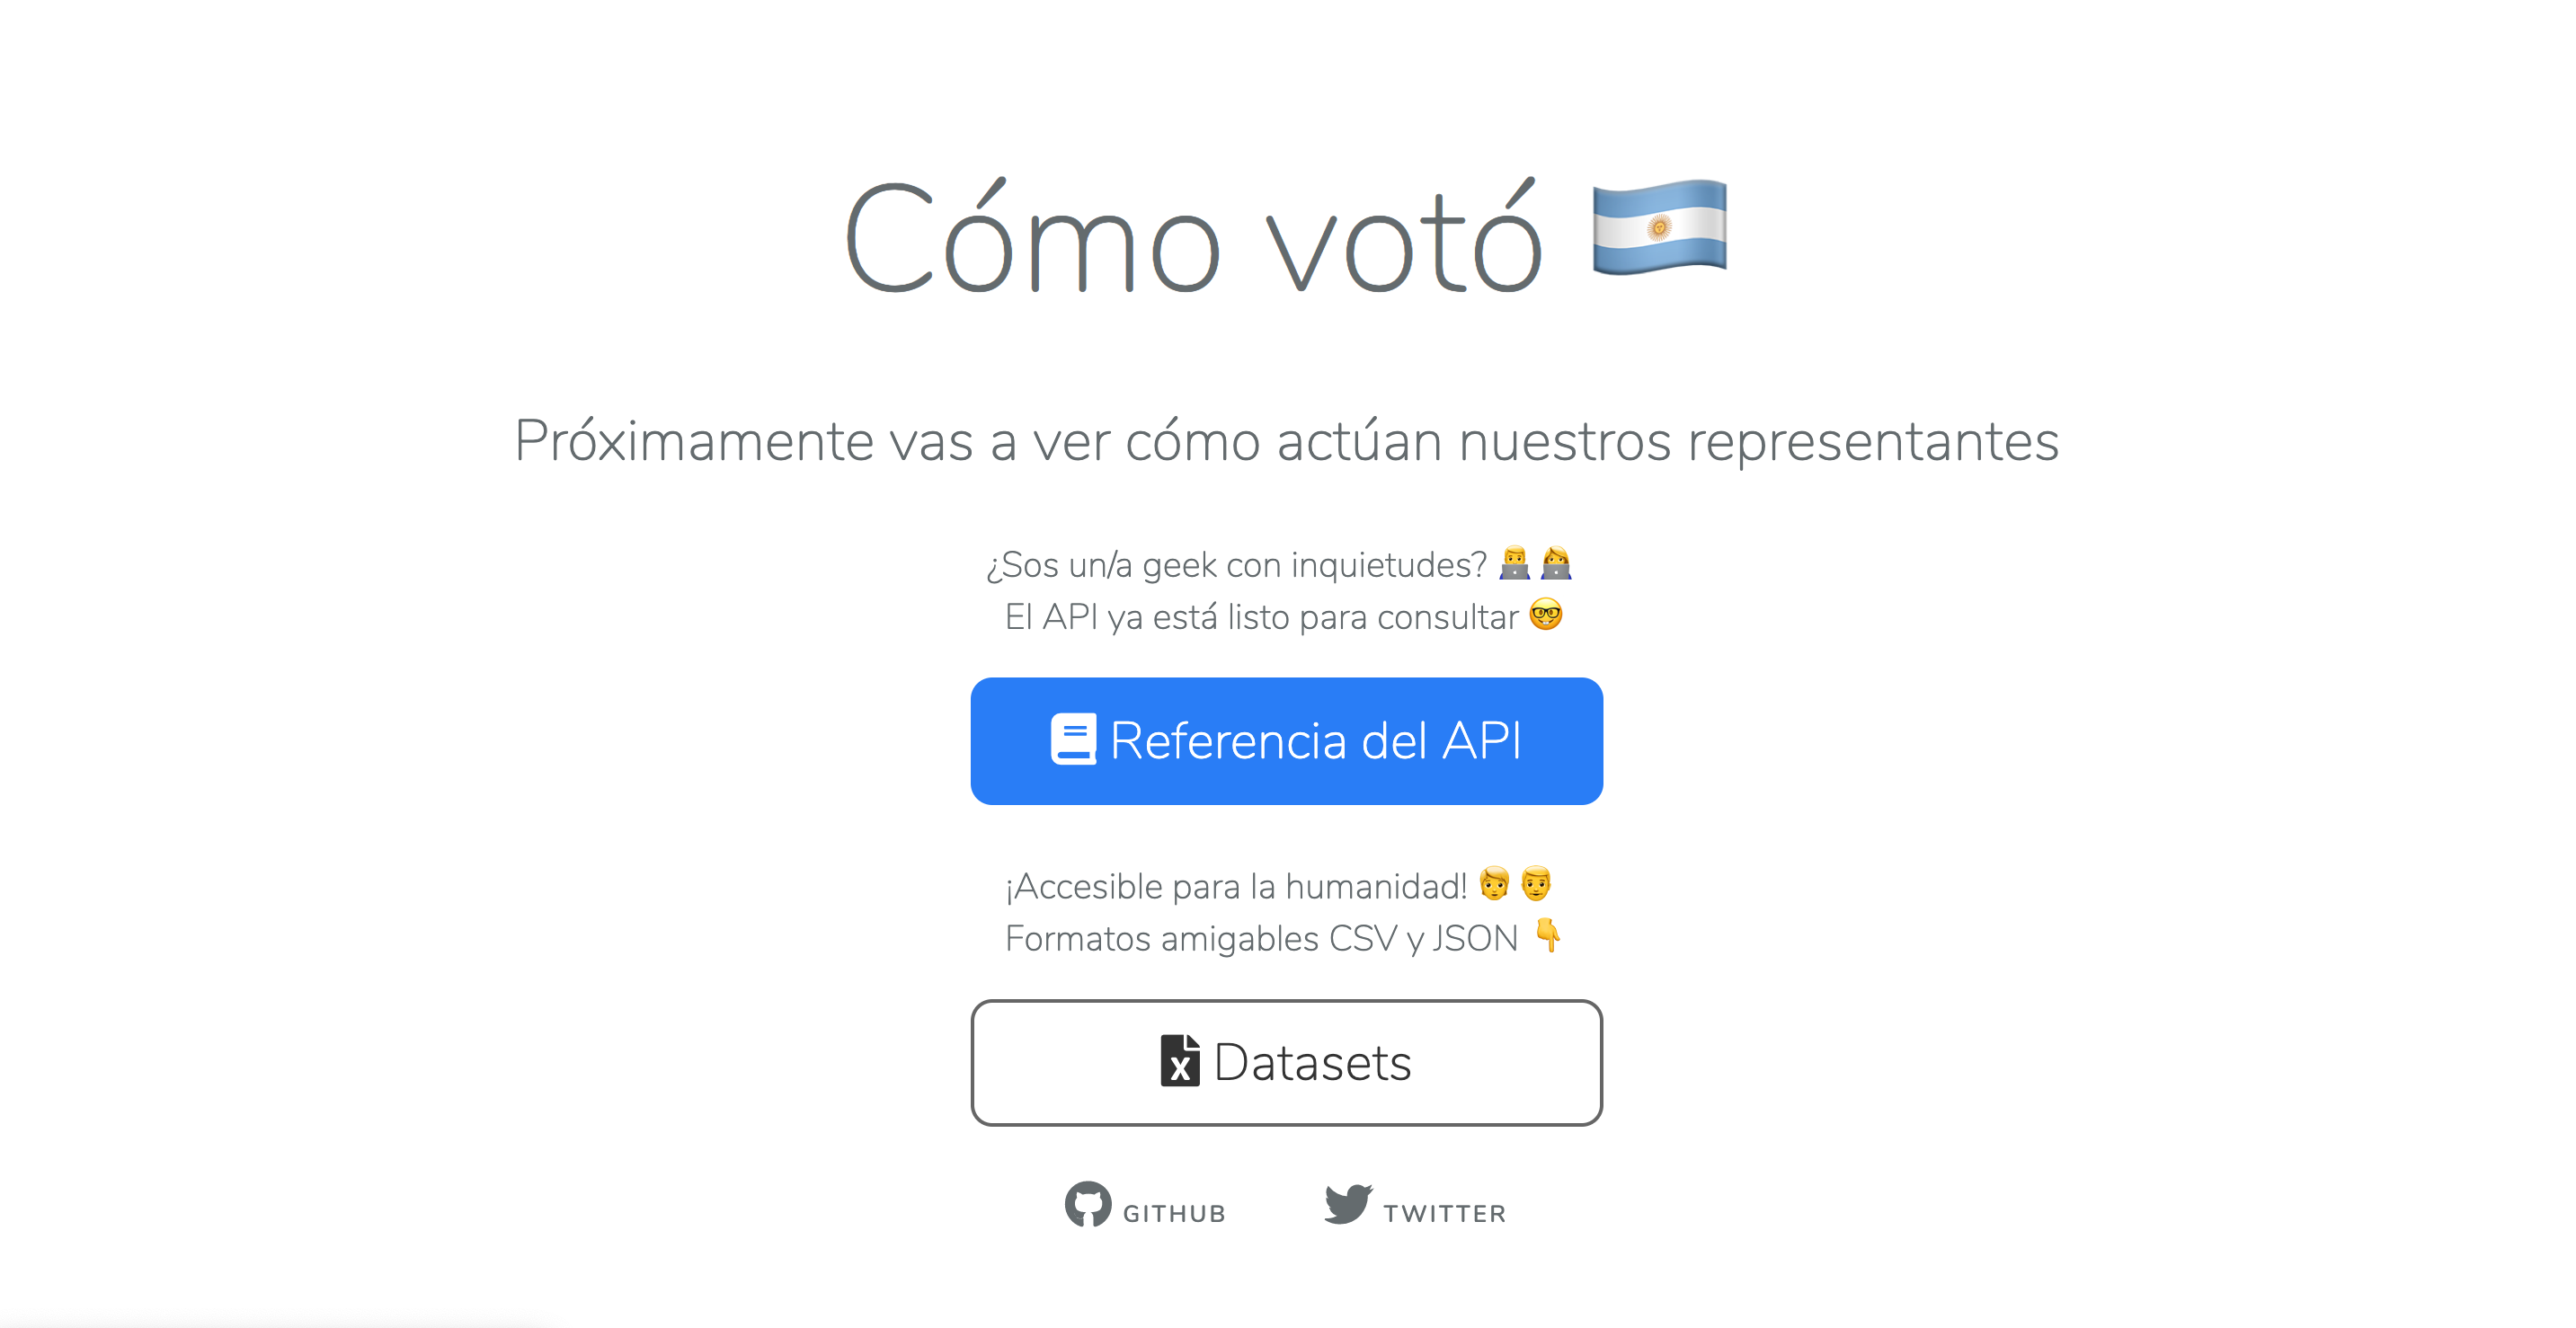 Cómo votó 🇦🇷
Próximamente vas a ver cómo actúan nuestros representantes
¿Sos un/a geek con inquietudes? 👨‍💻 👩‍💻
El API ya está listo para consultar 🤓
Referencia del API
¡Accesible para la humanidad! 🧑 👨
Formatos amigables CSV y JSON 👇
Datasets
GITHUB TWITTER